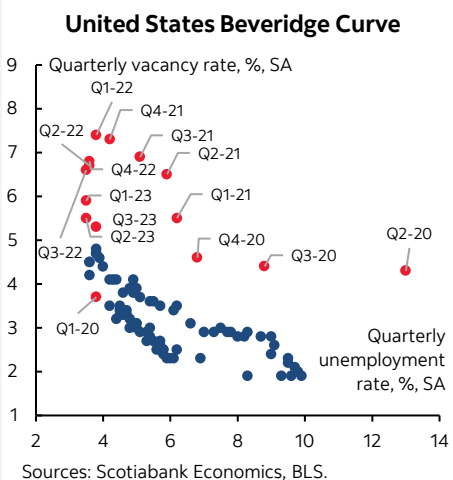 United States Beveridge Curve
Quarterly vacancy rate, %, SA
9
8
7
6
5
4
3
2
1
Q1-22
Q4-21
Q2-22
Q3-21
Q2-21
Q4-22
Q1-23
Q1-21
Q3-23
Q2-23
Q3-22
Q4-20
Q3-20
Q2-20
Q1-20
Quarterly
unemployment
rate, %, SA
2 4 6 8 10 12 14
Sources: Scotiabank Economics, BLS.